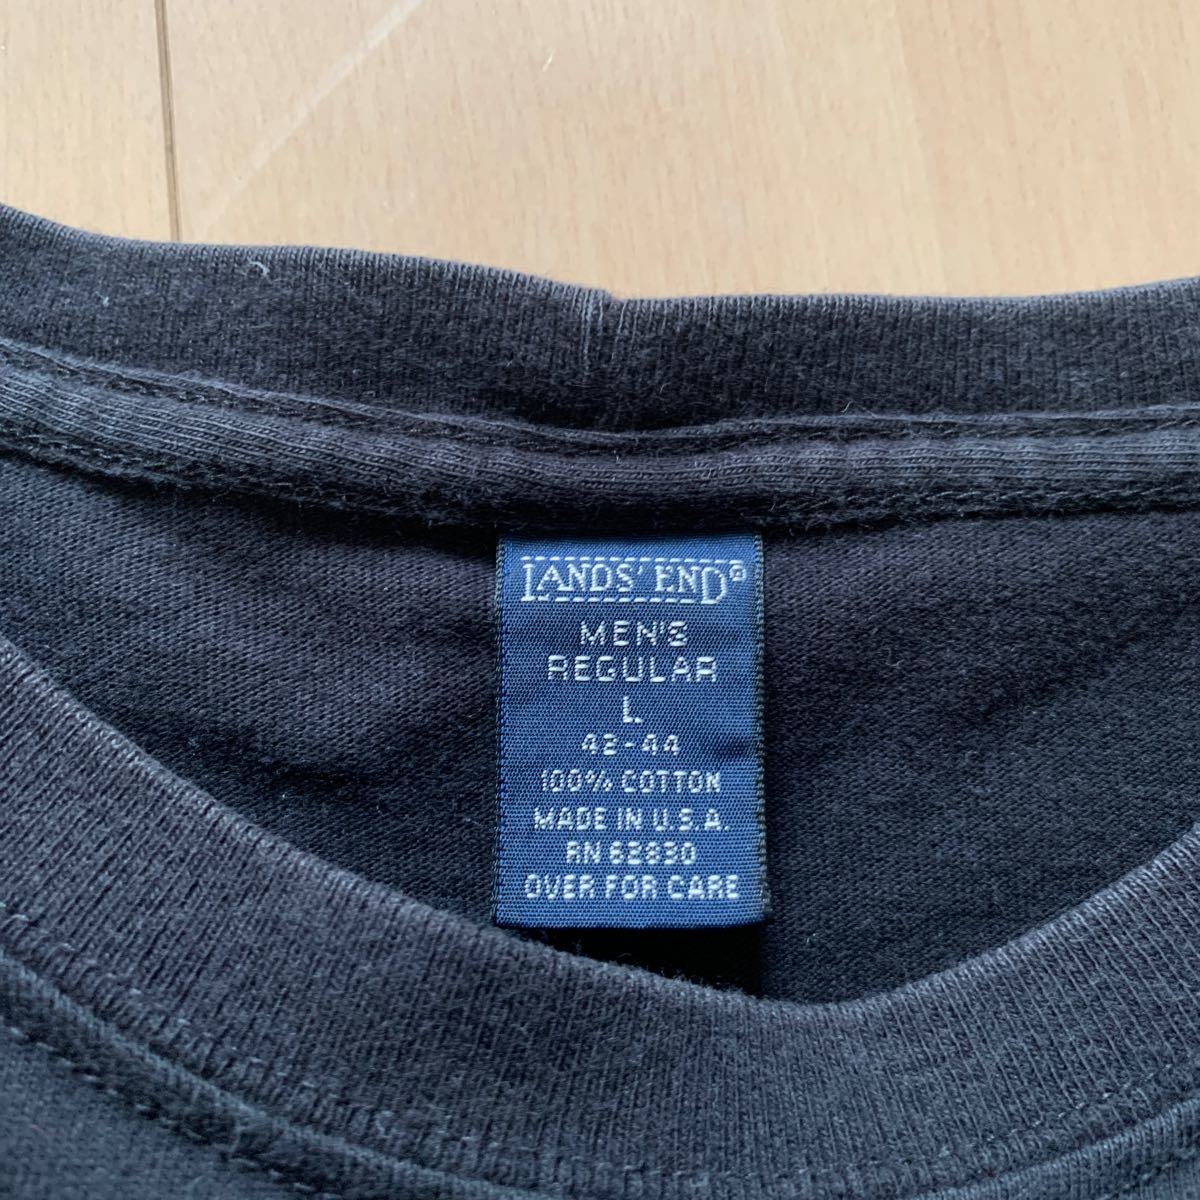 LANDS' END®
MEN'S
REGULAR
L
42-44
100% COTTON
MADE IN U.S.A.
RN 62830
OVER FOR CARE